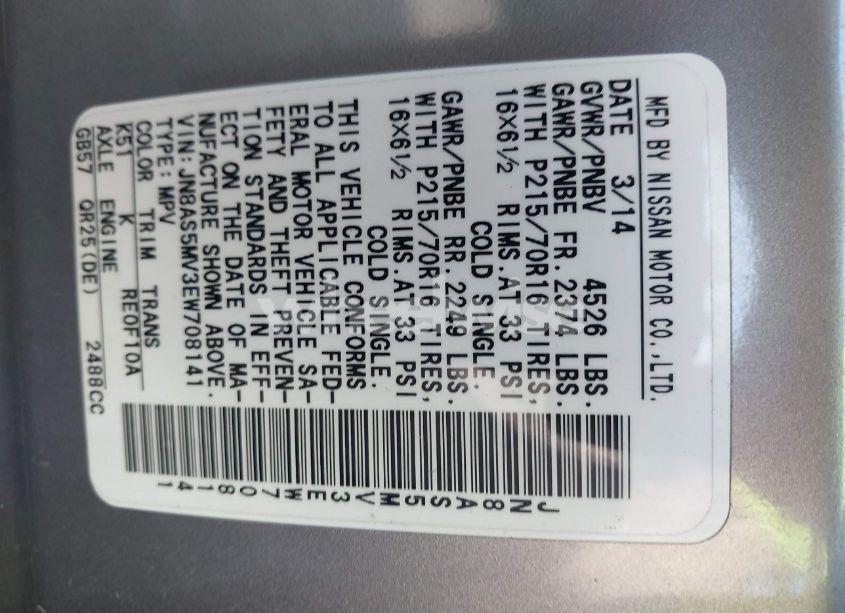 MFD BY NISSAN MOTOR CO.,LTD.
DATE 3/14
GVWR/PNBV 4526 LBS.
GAWR/PNBE FR.2374 LBS.
WITH P215/70R16 TIRES,
16X6½ RIMS.AT 33 PSI
COLD SINGLE.
GAWR/PNBE RR.2249 LBS.
WITH P215/70R16 TIRES,
16X6½ RIMS.AT 33 PSI
COLD SINGLE.
THIS VEHICLE CONFORMS
TO ALL APPLICABLE FED-
ERAL MOTOR VEHICLE SA-
FETY AND THEFT PREVEN-
TION STANDARDS IN EFF-
ECT ON THE DATE OF MA-
NUFACTURE SHOWN ABOVE.
VIN:JN8AS5MV3EW708141
TYPE:MPV
COLOR TRIM TRANS
K51 K RE0F10A
AXLE ENGINE
GB57 QR25(DE) 2488CC
JN8AS5MV3EW708141